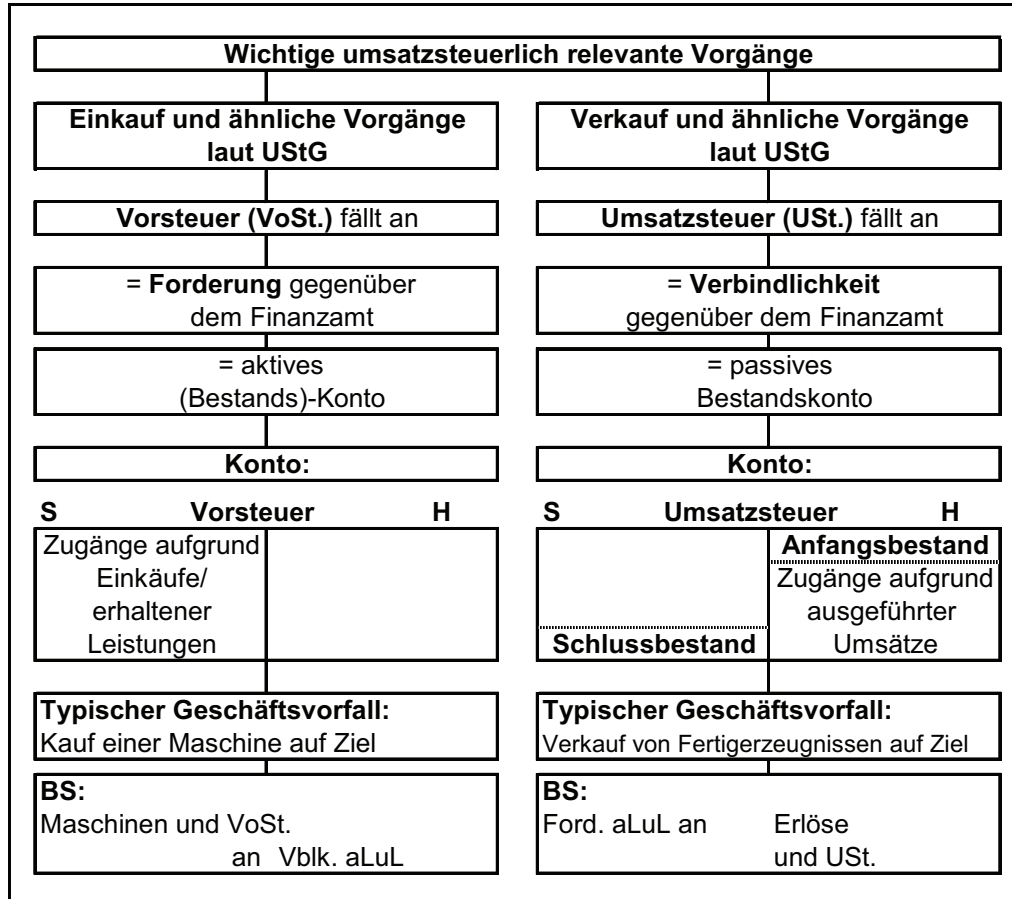 Wichtige umsatzsteuerlich relevante Vorgänge
Einkauf und ähnliche Vorgänge
laut UStG
Vorsteuer (VoSt.) fällt an
= Forderung gegenüber
dem Finanzamt
= aktives
(Bestands)-Konto
Konto:
S Vorsteuer H
Zugänge aufgrund
Einkäufe/
erhaltener
Leistungen
Typischer Geschäftsvorfall:
Kauf einer Maschine auf Ziel
BS:
Maschinen und VoSt.
an Vblk. aLuL
Verkauf und ähnliche Vorgänge
laut UStG
Umsatzsteuer (USt.) fällt an
= Verbindlichkeit
gegenüber dem Finanzamt
= passives
Bestandskonto
Konto:
S Umsatzsteuer H
Anfangsbestand
Zugänge aufgrund
ausgeführter
Schlussbestand Umsätze
Typischer Geschäftsvorfall:
Verkauf von Fertigerzeugnissen auf Ziel
BS:
Ford. aLuL an Erlöse
und USt.